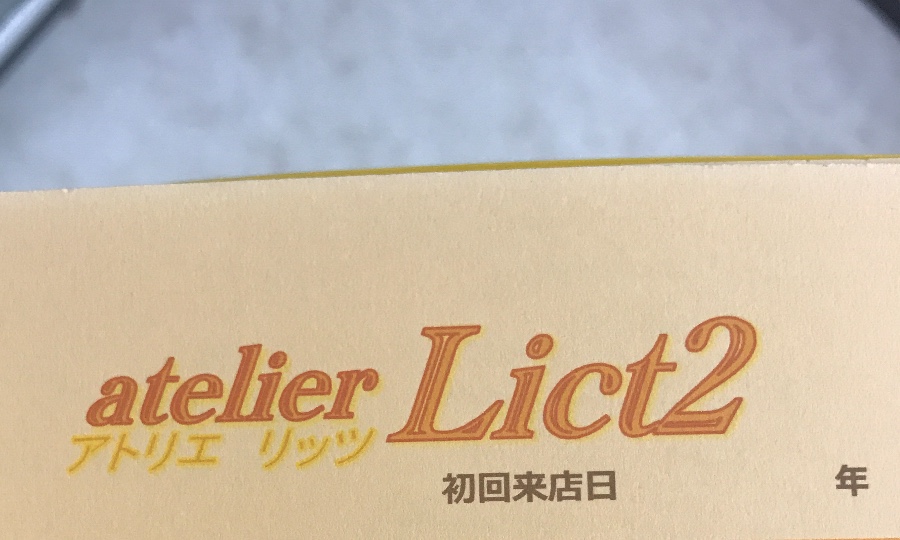 atelier Lict2
アトリエ リッツ
初回来店日 年